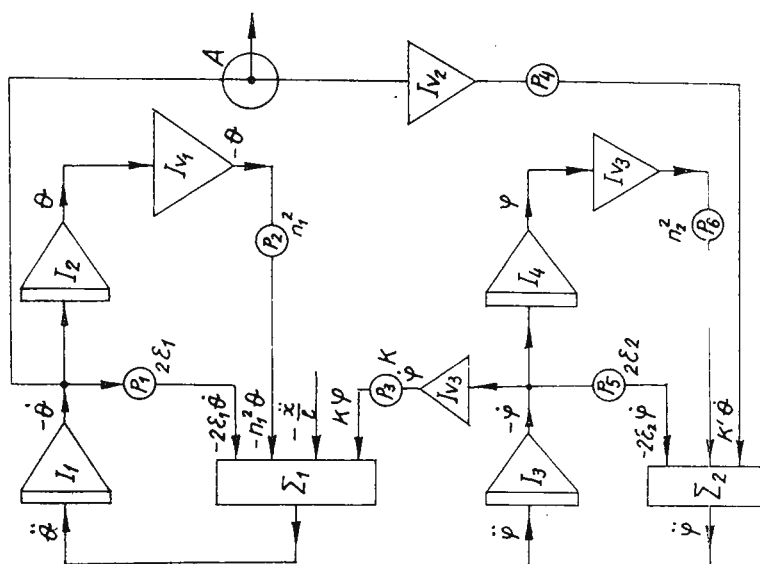 A
Iv₂
P₄
θ
Iv₁
-θ
I₂
P₂ n₁²
φ
Iv₃
n₂² P₆
I₄
-θ̇
P₁ 2ε₁
-2ε₁θ̇
-n₁²θ
-ẍ/ℓ
Kφ̇
K
P₃
φ̇
Iv₃
P₅ 2ε2
-2ε₂φ̇
K'θ̇
I₁
Σ₁
-φ̇
I₃
Σ₂
θ̈
φ̈
φ̈